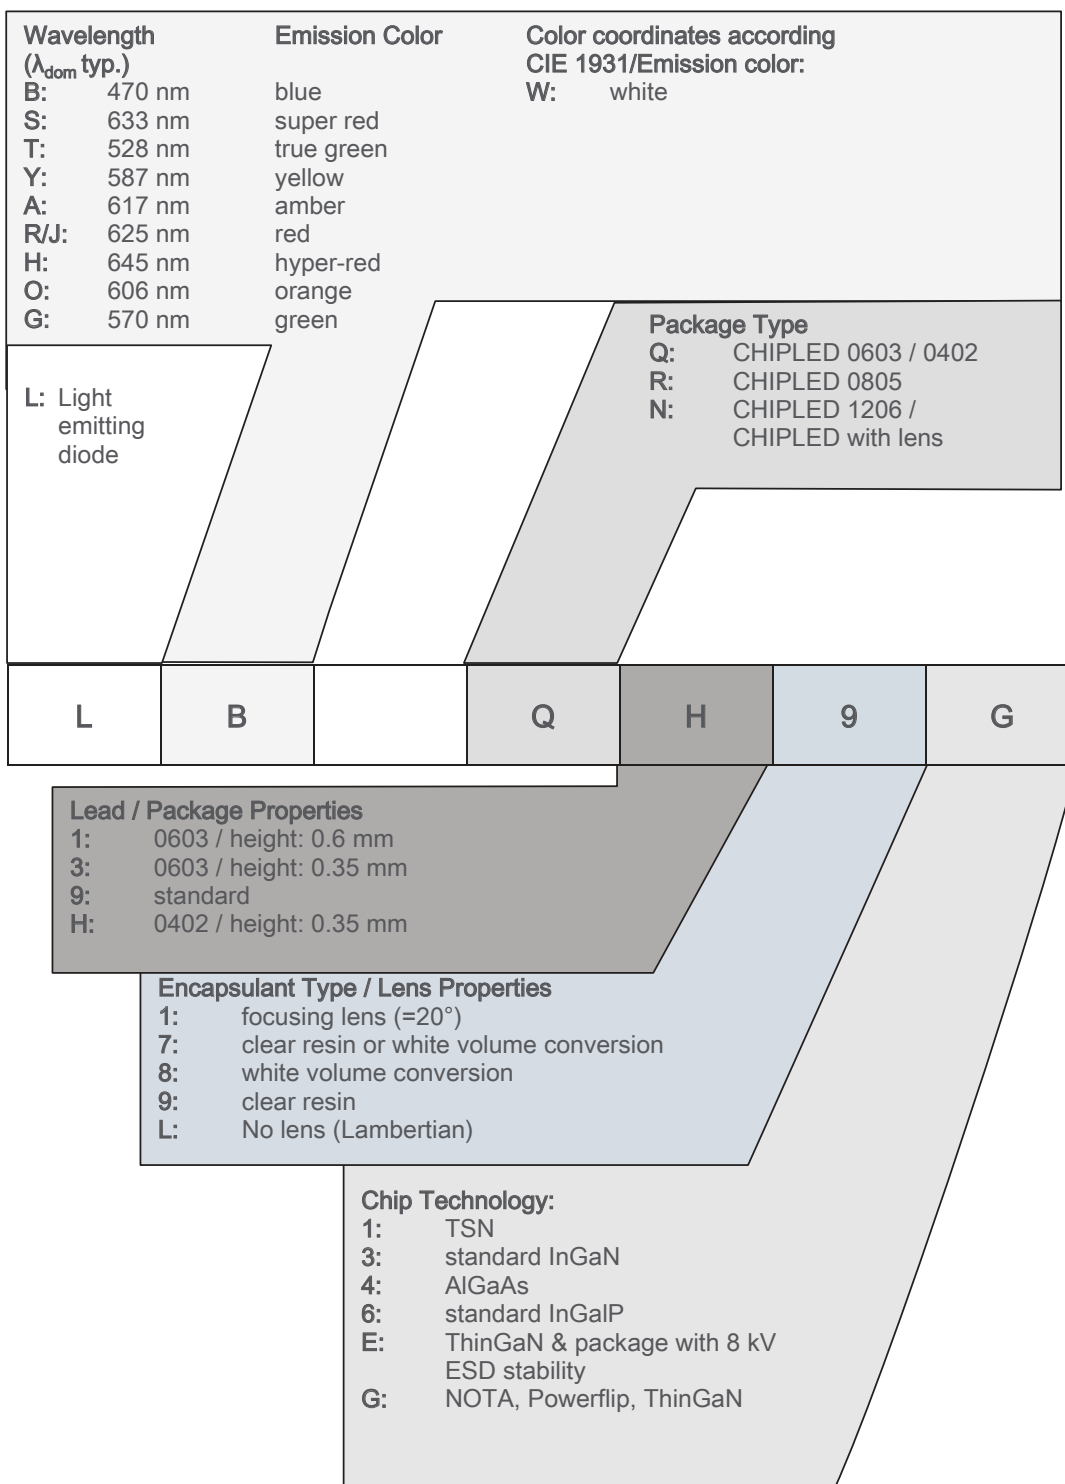 Wavelength Emission Color Color coordinates according
(λdom typ.) CIE 1931/Emission color:
B: 470 nm blue W: white
S: 633 nm super red
T: 528 nm true green
Y: 587 nm yellow
A: 617 nm amber
R/J: 625 nm red
H: 645 nm hyper-red
O: 606 nm orange
G: 570 nm green
Package Type
Q: CHIPLED 0603 / 0402
R: CHIPLED 0805
N: CHIPLED 1206 /
CHIPLED with lens
L: Light
emitting
diode
L B Q H 9 G
Lead / Package Properties
1: 0603 / height: 0.6 mm
3: 0603 / height: 0.35 mm
9: standard
H: 0402 / height: 0.35 mm
Encapsulant Type / Lens Properties
1: focusing lens (=20°)
7: clear resin or white volume conversion
8: white volume conversion
9: clear resin
L: No lens (Lambertian)
Chip Technology:
1: TSN
3: standard InGaN
4: AlGaAs
6: standard InGaIP
E: ThinGaN & package with 8 kV
ESD stability
G: NOTA, Powerflip, ThinGaN